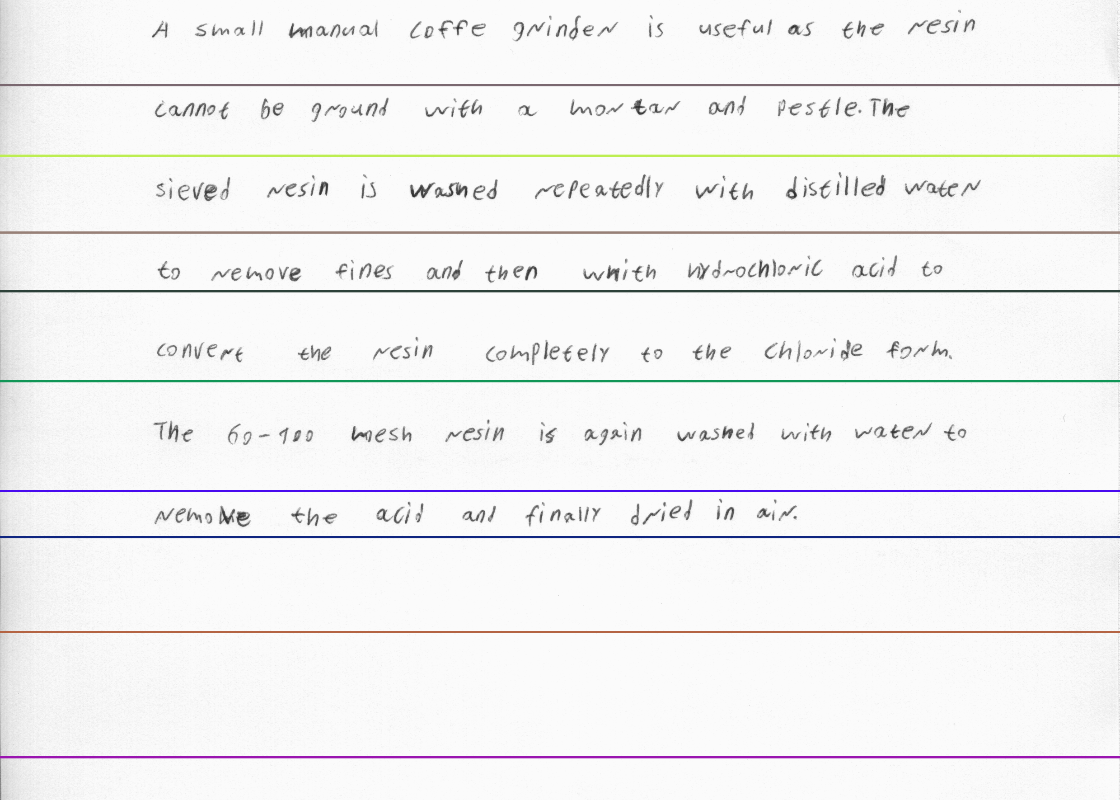 A small manual coffe grinder is useful as the resin
cannot be ground with a mortar and pestle. The
sieved resin is washed repeatedly with distilled water
to remove fines and then whith hydrochloric acid to
convert the resin completely to the chloride form.
The 60-100 mesh resin is again washed with water to
remove the acid and finally dried in air.